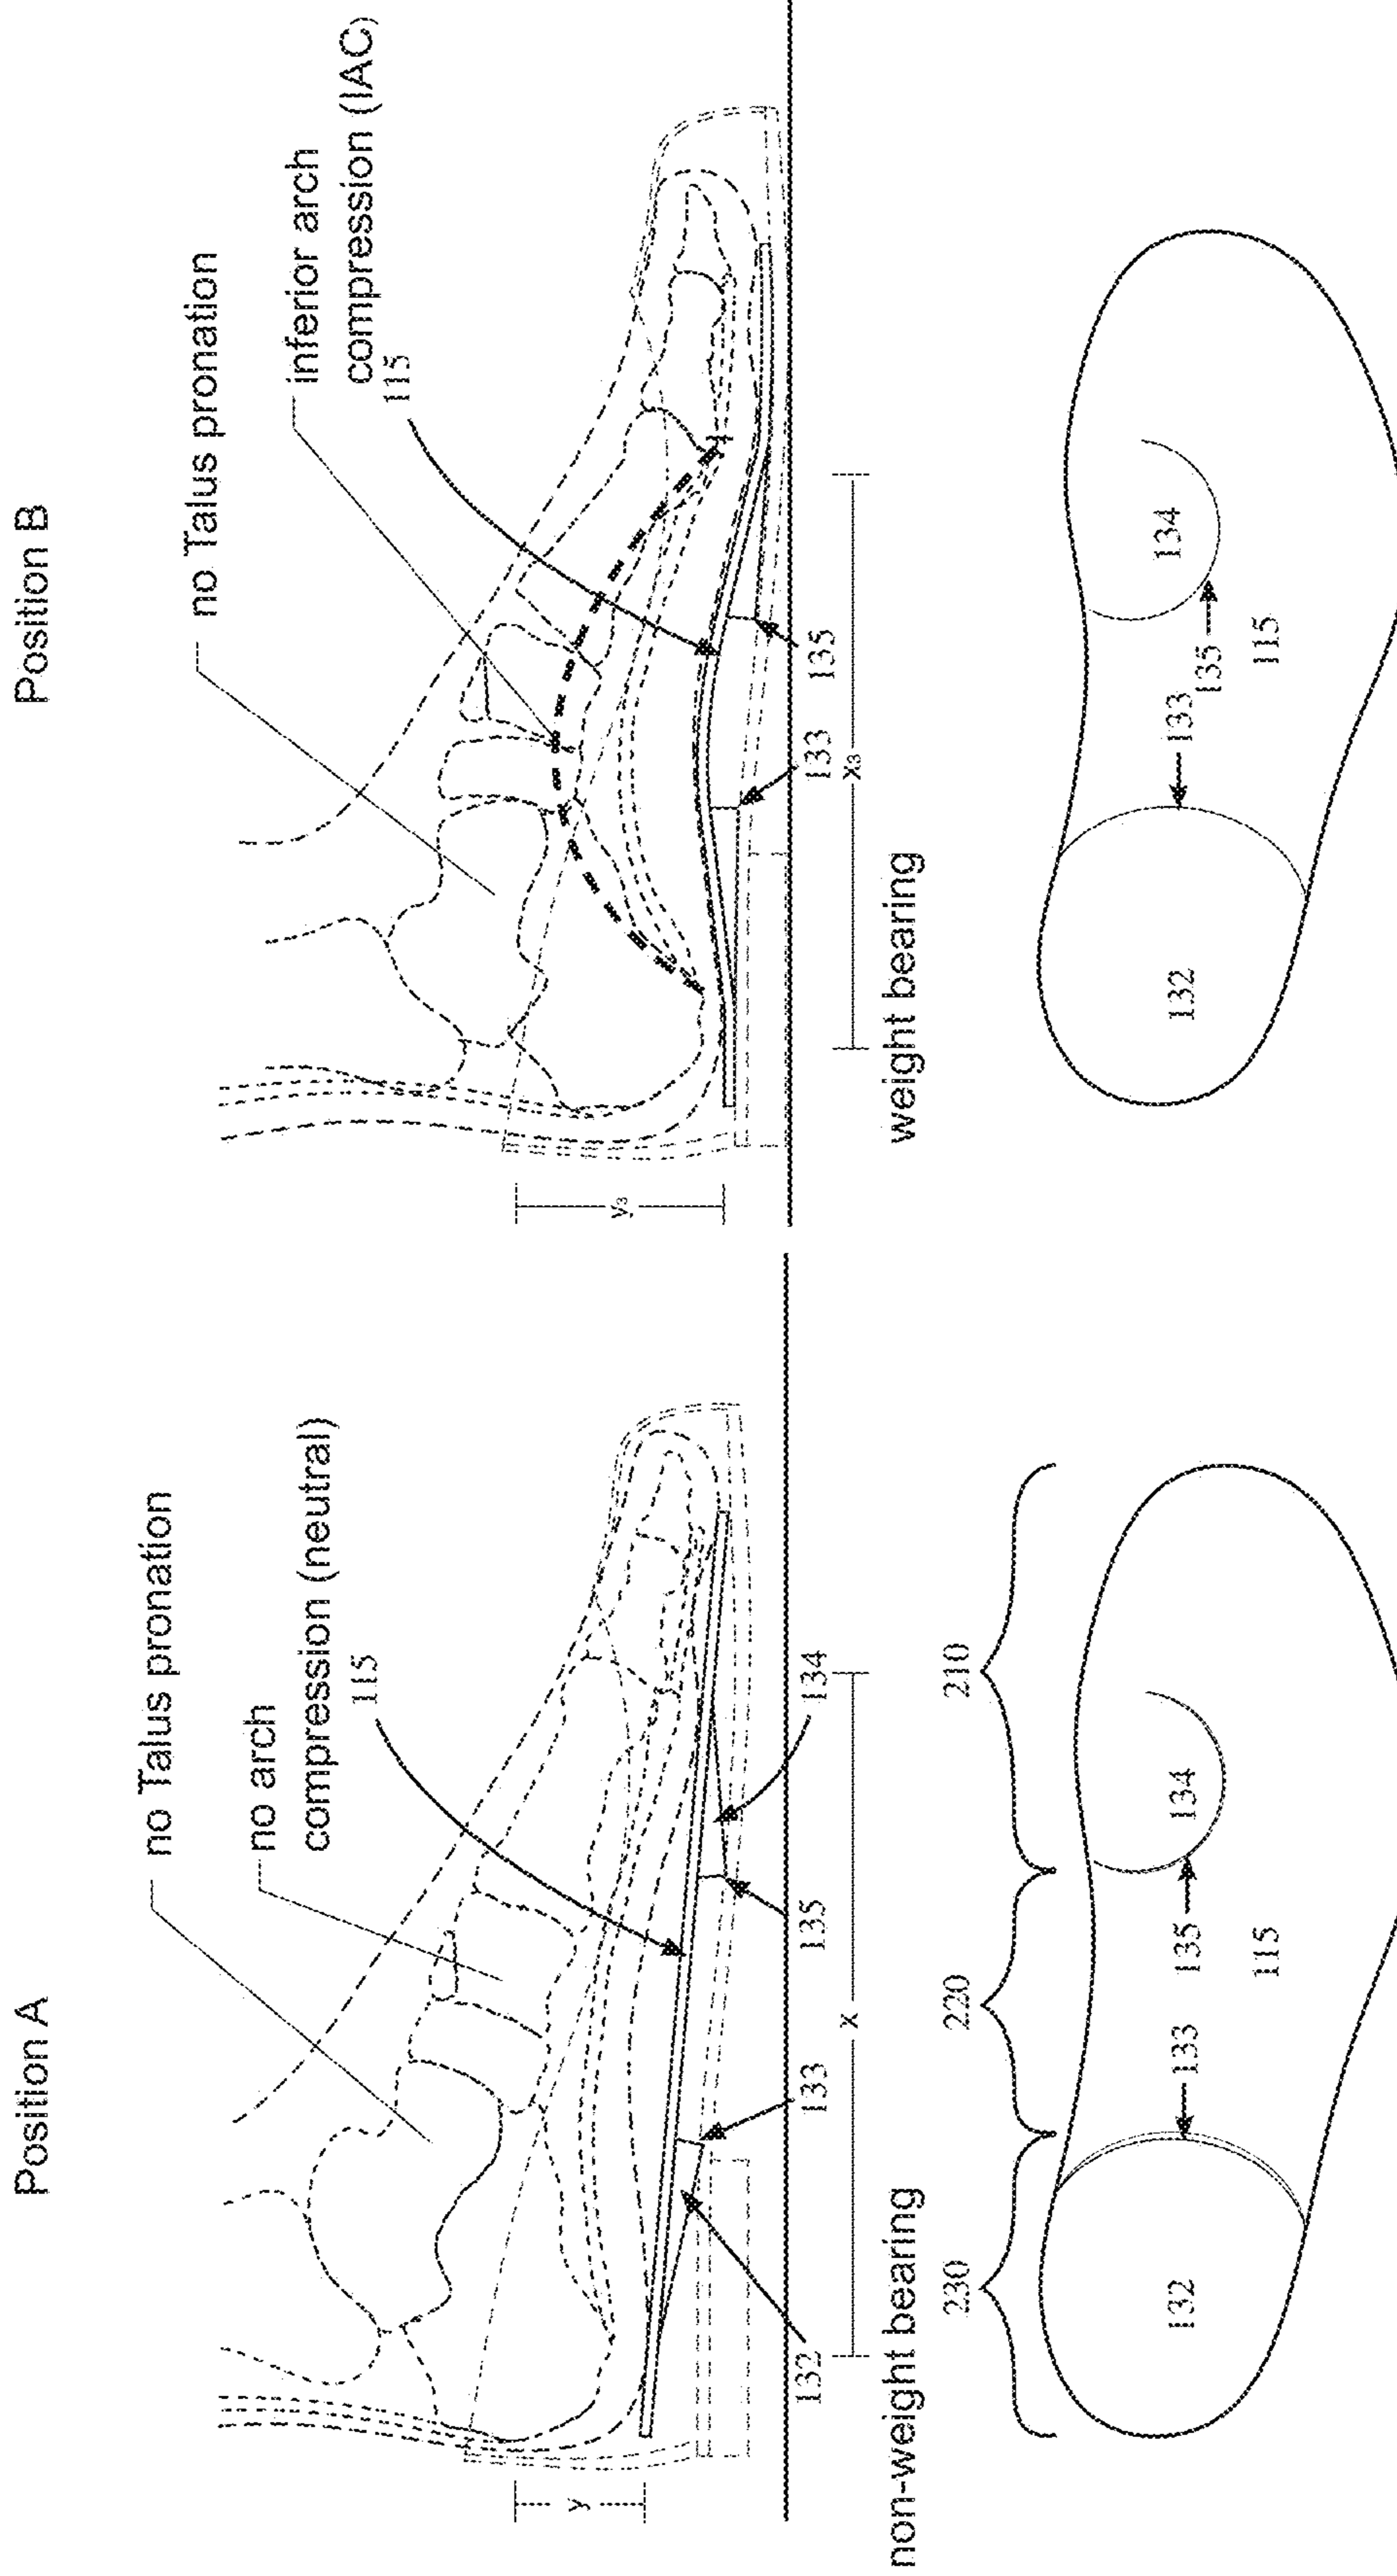 Position A
no Talus pronation
no arch
compression (neutral)
115
y
134
135
133
132
x
non-weight bearing
230
220
210
132
133
135
134
115
Position B
no Talus pronation
inferior arch
compression (IAC)
115
y₃
135
133
x₃
weight bearing
132
133
135
134
115